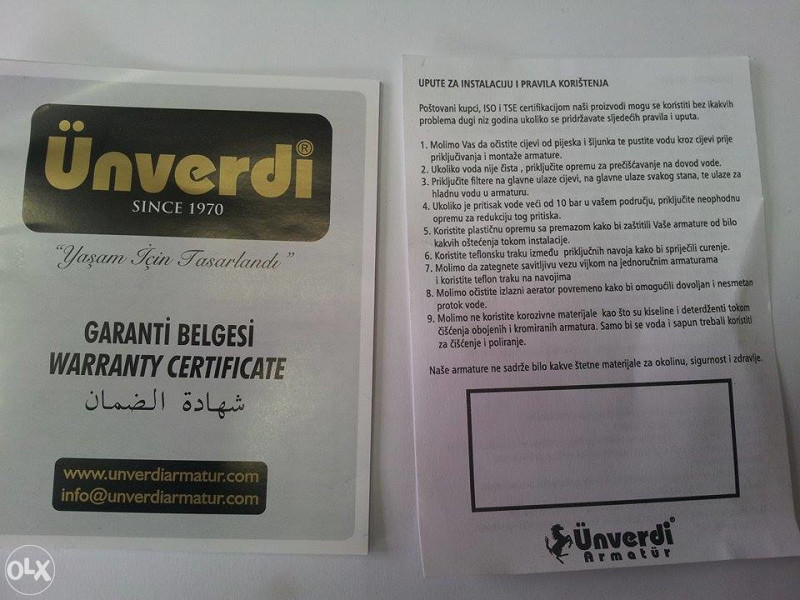 Ünverdi®
SINCE 1970
"Yaşam İçin Tasarlandı"
GARANTİ BELGESİ
WARRANTY CERTIFICATE
شهادة الضمان
www.unverdiarmatur.com
info@unverdiarmatur.com
UPUTE ZA INSTALACIJU I PRAVILA KORIŠTENJA
Poštovani kupci, ISO i TSE certifikacijom naši proizvodi mogu se koristiti bez ikakvih
problema dugi niz godina ukoliko se pridržavate sljedećih pravila i uputa.
1. Molimo Vas da očistite cijevi od pijeska i šljunka te pustite vodu kroz cijevi prije
priključivanja i montaže armature.
2. Ukoliko voda nije čista , priključite opremu za prečišćavanje na dovod vode.
3. Priključite filtere na glavne ulaze cijevi, na glavne ulaze svakog stana, te ulaze za
hladnu vodu u armaturu.
4. Ukoliko je pritisak vode veći od 10 bar u vašem području, priključite neophodnu
opremu za redukciju tog pritiska.
5. Koristite plastičnu opremu sa premazom kako bi zaštitili Vaše armature od bilo
kakvih oštećenja tokom instalacije.
6. Koristite teflonsku traku između priključnih navoja kako bi spriječili curenje.
7. Molimo da zategnete savitljivu vezu vijkom na jednoručnim armaturama
i koristite teflon traku na navojima
8. Molimo očistite izlazni aerator povremeno kako bi omogućili dovoljan i nesmetan
protok vode.
9. Molimo ne koristite korozivne materijale kao što su kiseline i deterdženti tokom
čišćenja obojenih i kromiranih armatura. Samo bi se voda i sapun trebali koristiti
za čišćenje i poliranje.
Naše armature ne sadrže bilo kakve štetne materijale za okolinu, sigurnost i zdravlje.
Ünverdi®
Armatür
OLX